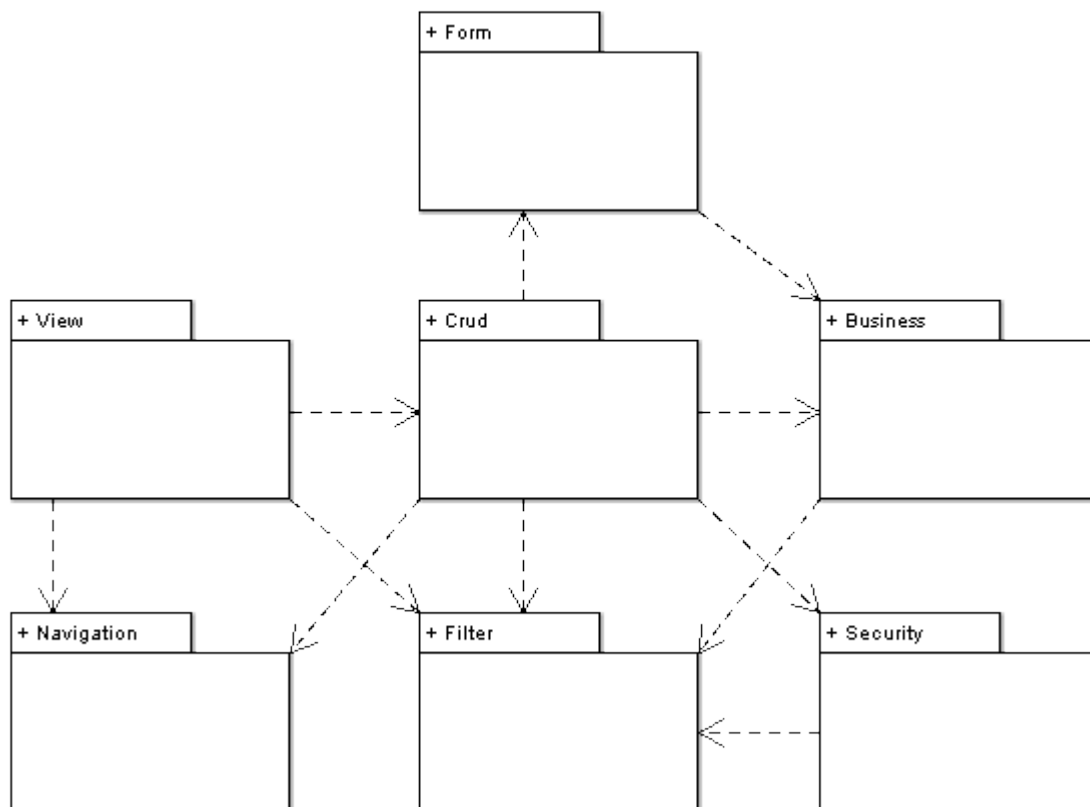 + Form
+ View
+ Crud
+ Business
+ Navigation
+ Filter
+ Security